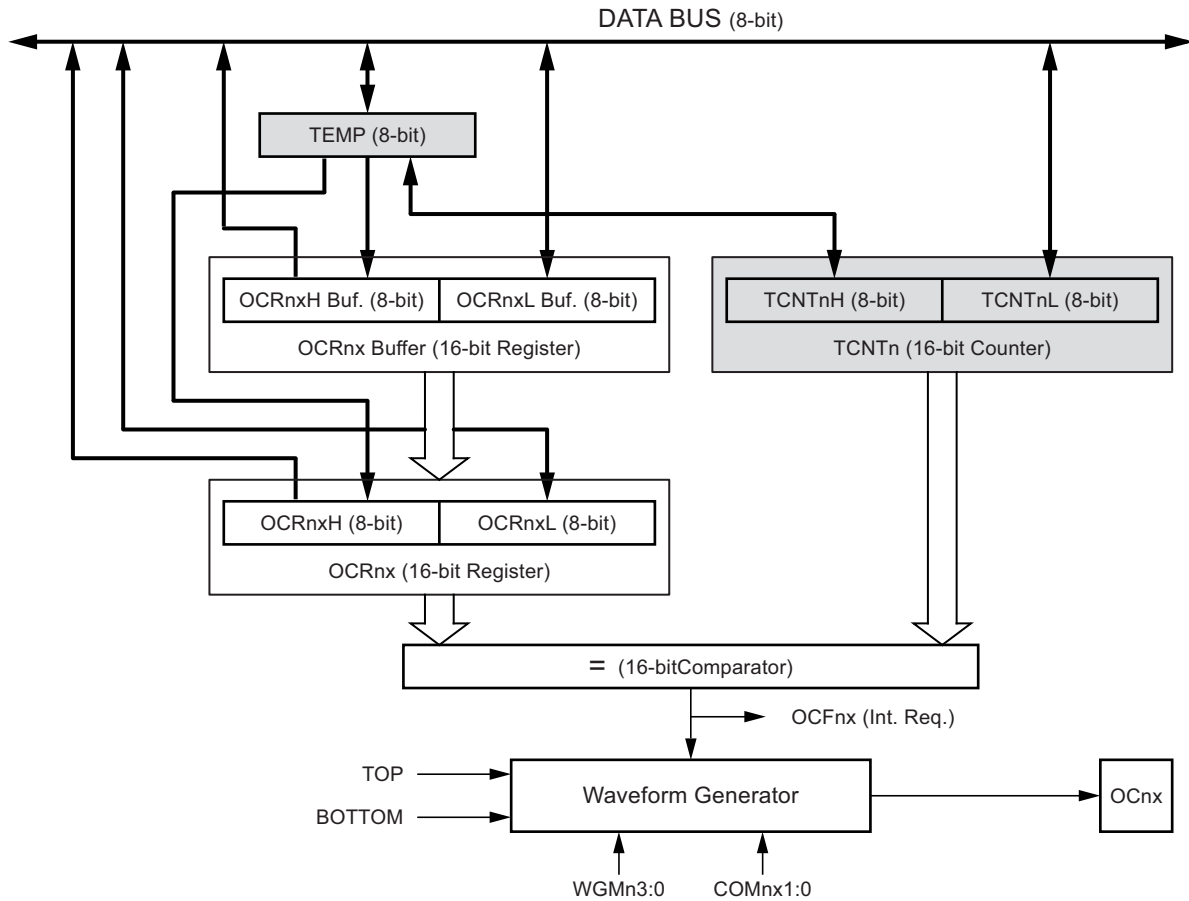 DATA BUS (8-bit)
TEMP (8-bit)
OCRnxH Buf. (8-bit)
OCRnxL Buf. (8-bit)
TCNTnH (8-bit)
TCNTnL (8-bit)
OCRnx Buffer (16-bit Register)
TCNTn (16-bit Counter)
OCRnxH (8-bit)
OCRnxL (8-bit)
OCRnx (16-bit Register)
= (16-bitComparator)
OCFnx (Int. Req.)
TOP
BOTTOM
Waveform Generator
OCnx
WGMn3:0
COMnx1:0